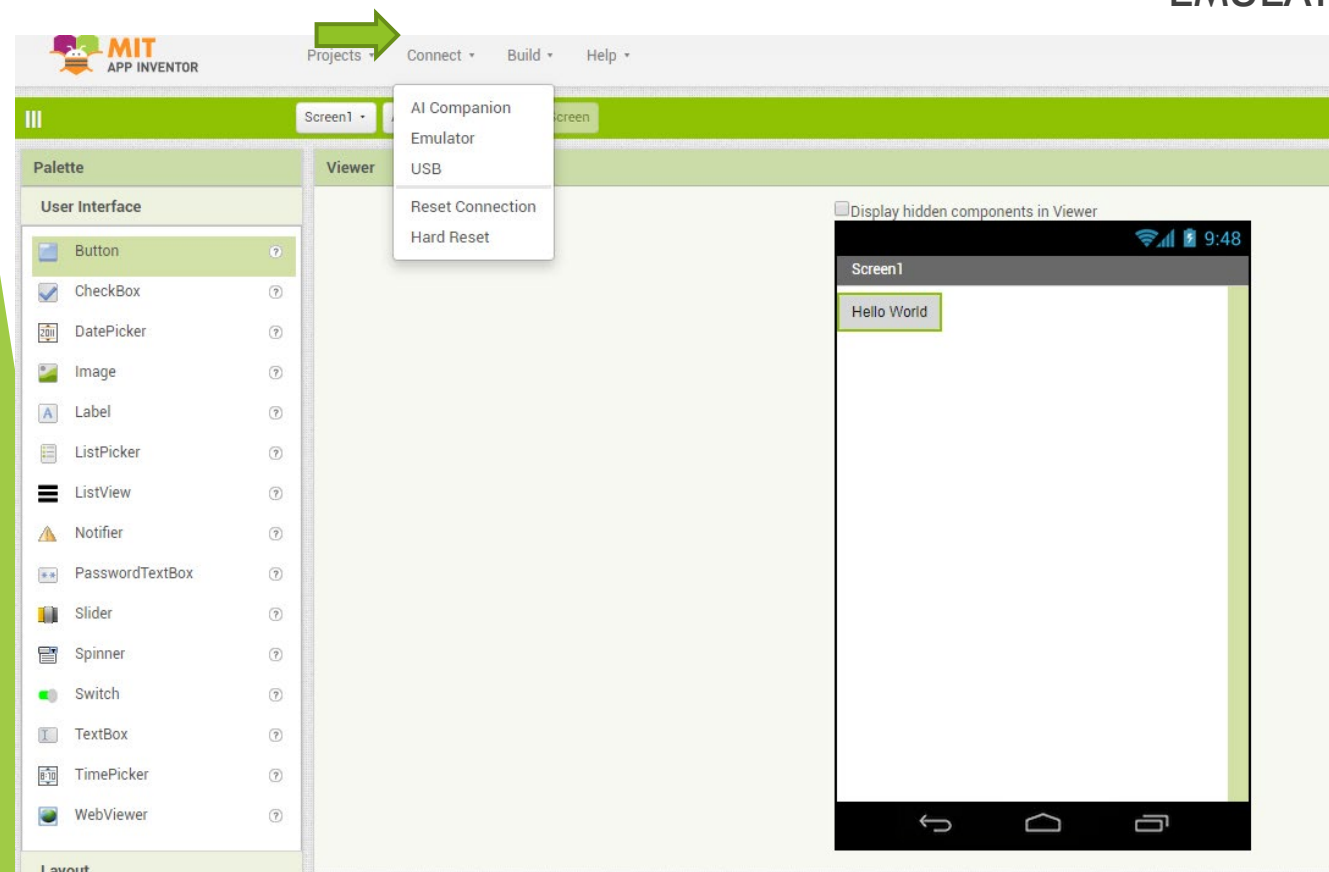 MIT
APP INVENTOR
Projects
Connect
Build
Help
AI Companion
Emulator
USB
Reset Connection
Hard Reset
Screen1
Palette
Viewer
User Interface
Display hidden components in Viewer
Button
CheckBox
DatePicker
Image
Label
ListPicker
ListView
Notifier
PasswordTextBox
Slider
Spinner
Switch
TextBox
TimePicker
WebViewer
9:48
Screen1
Hello World